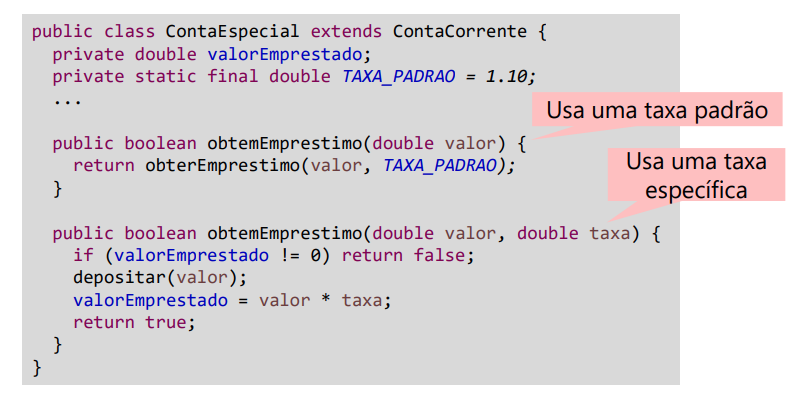 public class ContaEspecial extends ContaCorrente {
private double valorEmprestado;
private static final double TAXA_PADRAO = 1.10;
...
Usa uma taxa padrão
public boolean obtemEmprestimo(double valor) {
return obterEmprestimo(valor, TAXA_PADRAO);
}
Usa uma taxa
específica
public boolean obtemEmprestimo(double valor, double taxa) {
if (valorEmprestado != 0) return false;
depositar(valor);
valorEmprestado = valor * taxa;
return true;
}
}